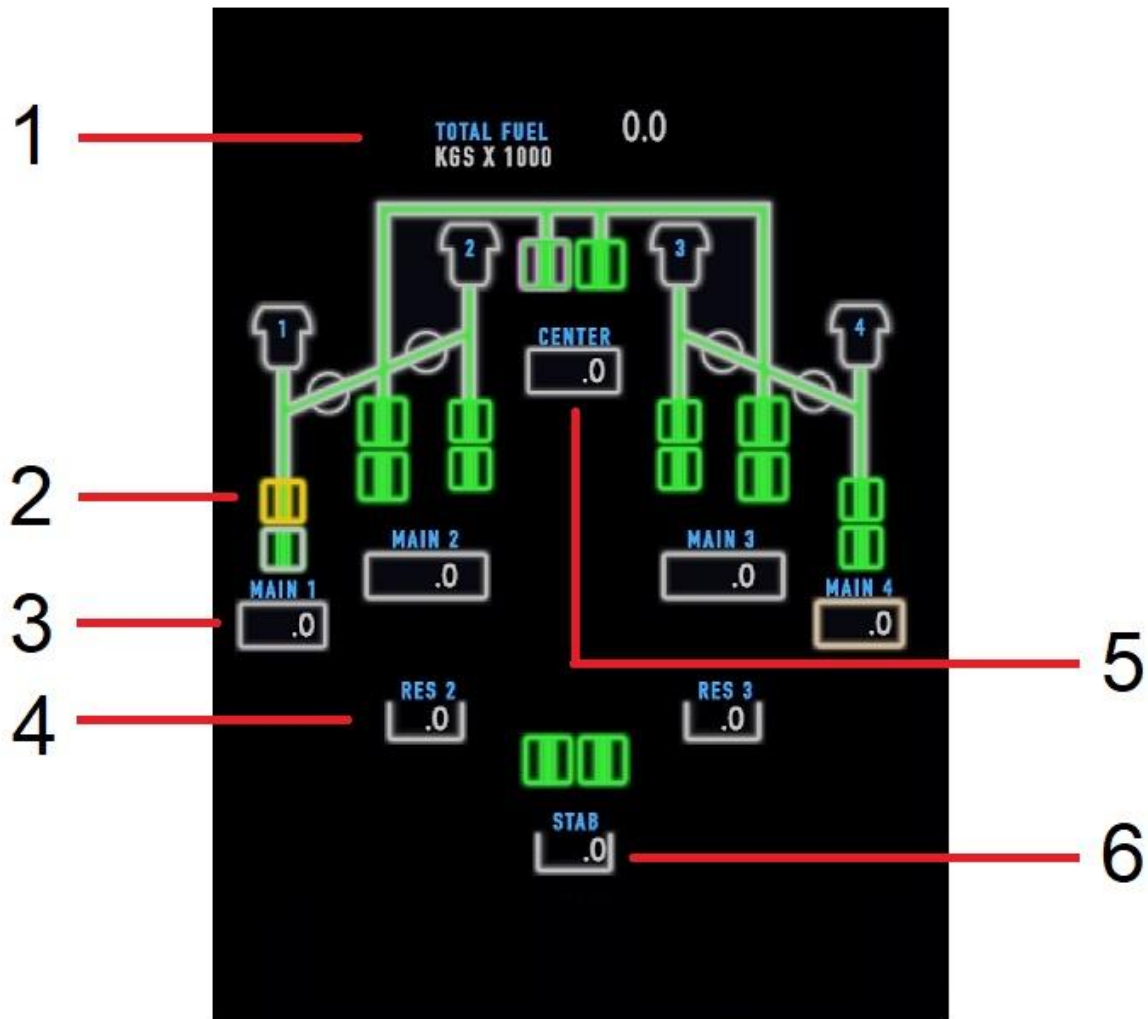 1
TOTAL FUEL 0.0
KGS X 1000
2 3
1 4
CENTER
.0
2
MAIN 2 MAIN 3
.0 .0
MAIN 1 MAIN 4
3 .0 .0
5
RES 2 RES 3
4 .0 .0
STAB
.0 6